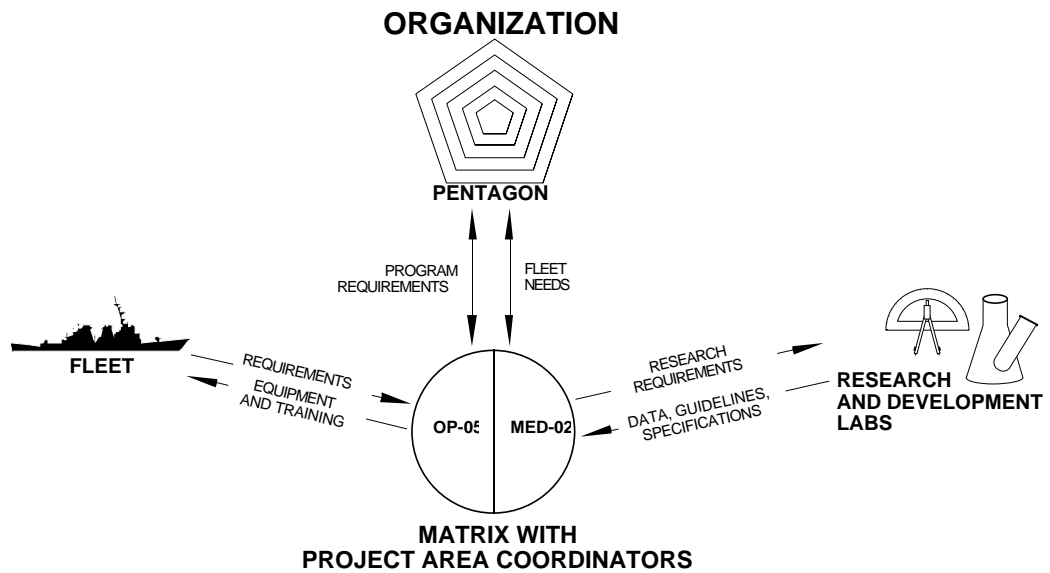 ORGANIZATION
PENTAGON
PROGRAM
REQUIREMENTS
FLEET
NEEDS
FLEET
REQUIREMENTS
EQUIPMENT
AND TRAINING
OP-05
MED-02
RESEARCH
REQUIREMENTS
DATA, GUIDELINES,
SPECIFICATIONS
RESEARCH
AND DEVELOPMENT
LABS
MATRIX WITH
PROJECT AREA COORDINATORS